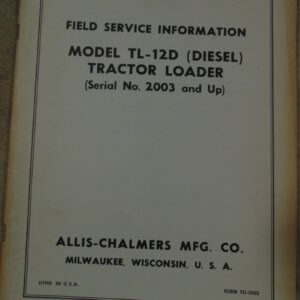 FIELD SERVICE INFORMATION
MODEL TL-12D (DIESEL)
TRACTOR LOADER
(Serial No. 2003 and Up)
ALLIS-CHALMERS MFG. CO.
MILWAUKEE, WISCONSIN, U. S. A.
LITHO. IN U.S.A.
FORM